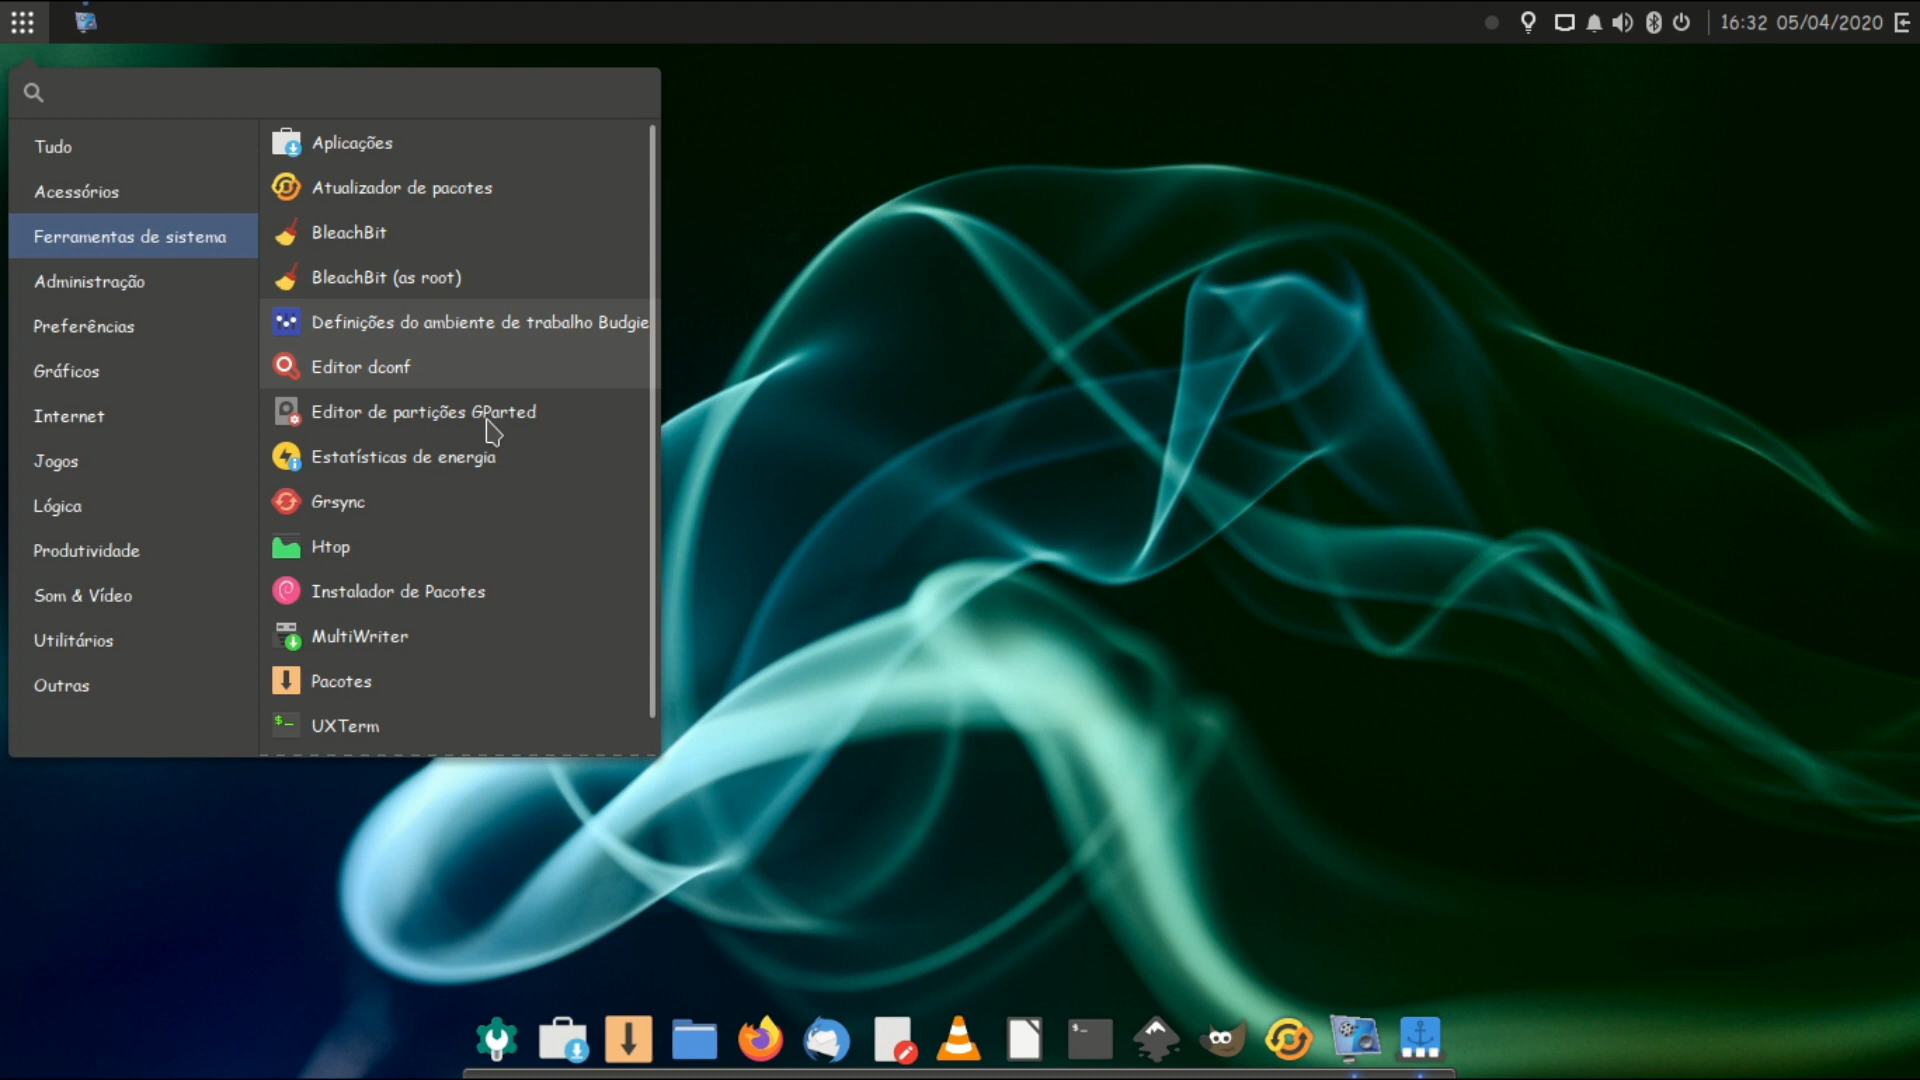 16:32 05/04/2020
Tudo
Acessórios
Ferramentas de sistema
Administração
Preferências
Gráficos
Internet
Jogos
Lógica
Produtividade
Som & Vídeo
Utilitários
Outras
Aplicações
Atualizador de pacotes
BleachBit
BleachBit (as root)
Definições do ambiente de trabalho Budgie
Editor dconf
Editor de partições GParted
Estatísticas de energia
Grsync
Htop
Instalador de Pacotes
MultiWriter
Pacotes
UXTerm